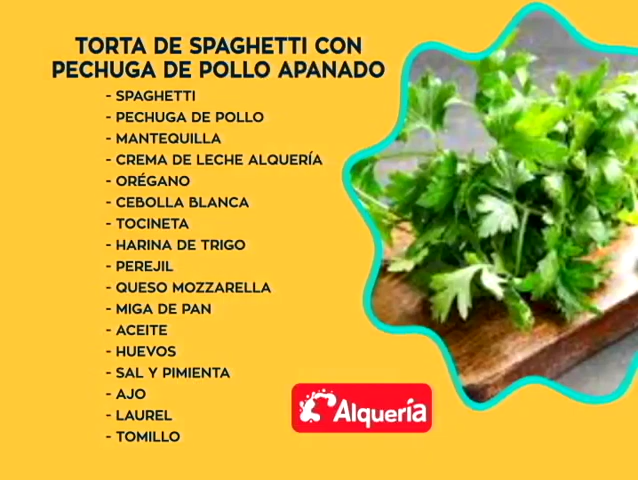 TORTA DE SPAGHETTI CON
PECHUGA DE POLLO APANADO
- SPAGHETTI
- PECHUGA DE POLLO
- MANTEQUILLA
- CREMA DE LECHE ALQUERÍA
- ORÉGANO
- CEBOLLA BLANCA
- TOCINETA
- HARINA DE TRIGO
- PEREJIL
- QUESO MOZZARELLA
- MIGA DE PAN
- ACEITE
- HUEVOS
- SAL Y PIMIENTA
- AJO
- LAUREL
- TOMILLO
Alquería